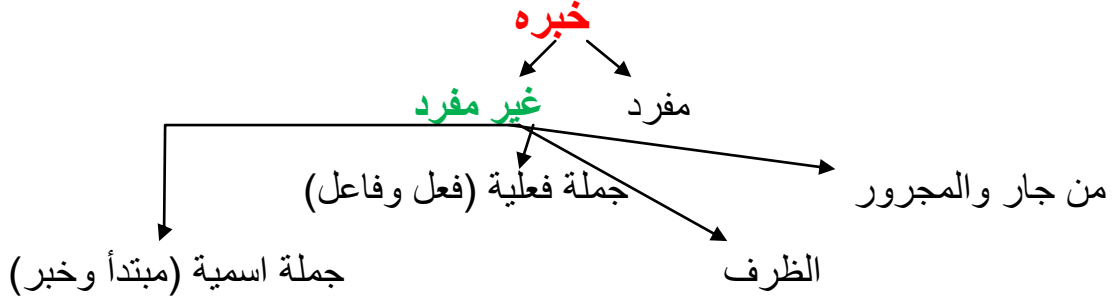 خبره
مفرد
غير مفرد
من جار والمجرور
جملة فعلية (فعل وفاعل)
الظرف
جملة اسمية (مبتدأ وخبر)